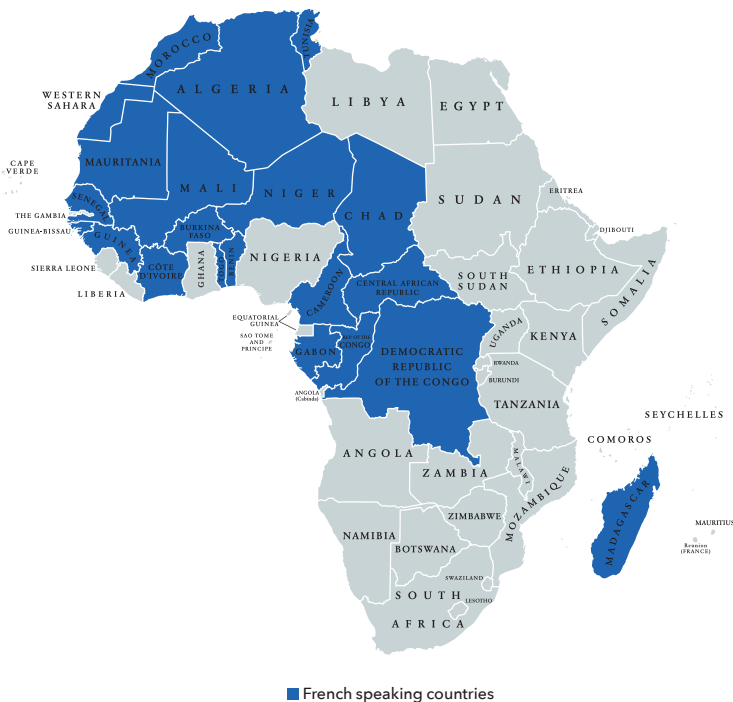 MOROCCO
TUNISIA
ALGERIA
LIBYA
EGYPT
WESTERN
SAHARA
CAPE
VERDE
MAURITANIA
MALI
NIGER
CHAD
SUDAN
ERITREA
SENEGAL
THE GAMBIA
GUINEA-BISSAU
GUINEA
BURKINA
FASO
DJIBOUTI
SIERRA LEONE
CÔTE
D'IVOIRE
GHANA
TOGO
BENIN
NIGERIA
CAMEROON
CENTRAL AFRICAN
REPUBLIC
SOUTH
SUDAN
ETHIOPIA
SOMALIA
LIBERIA
EQUATORIAL
GUINEA
SAO TOME
AND
PRINCIPE
GABON
REP OF THE
CONGO
DEMOCRATIC
REPUBLIC
OF THE CONGO
UGANDA
KENYA
RWANDA
BURUNDI
ANGOLA
(Cabinda)
TANZANIA
SEYCHELLES
COMOROS
ANGOLA
ZAMBIA
MALAWI
MOZAMBIQUE
MADAGASCAR
ZIMBABWE
MAURITIUS
Reunion
(FRANCE)
NAMIBIA
BOTSWANA
SWAZILAND
LESOTHO
SOUTH
AFRICA
French speaking countries